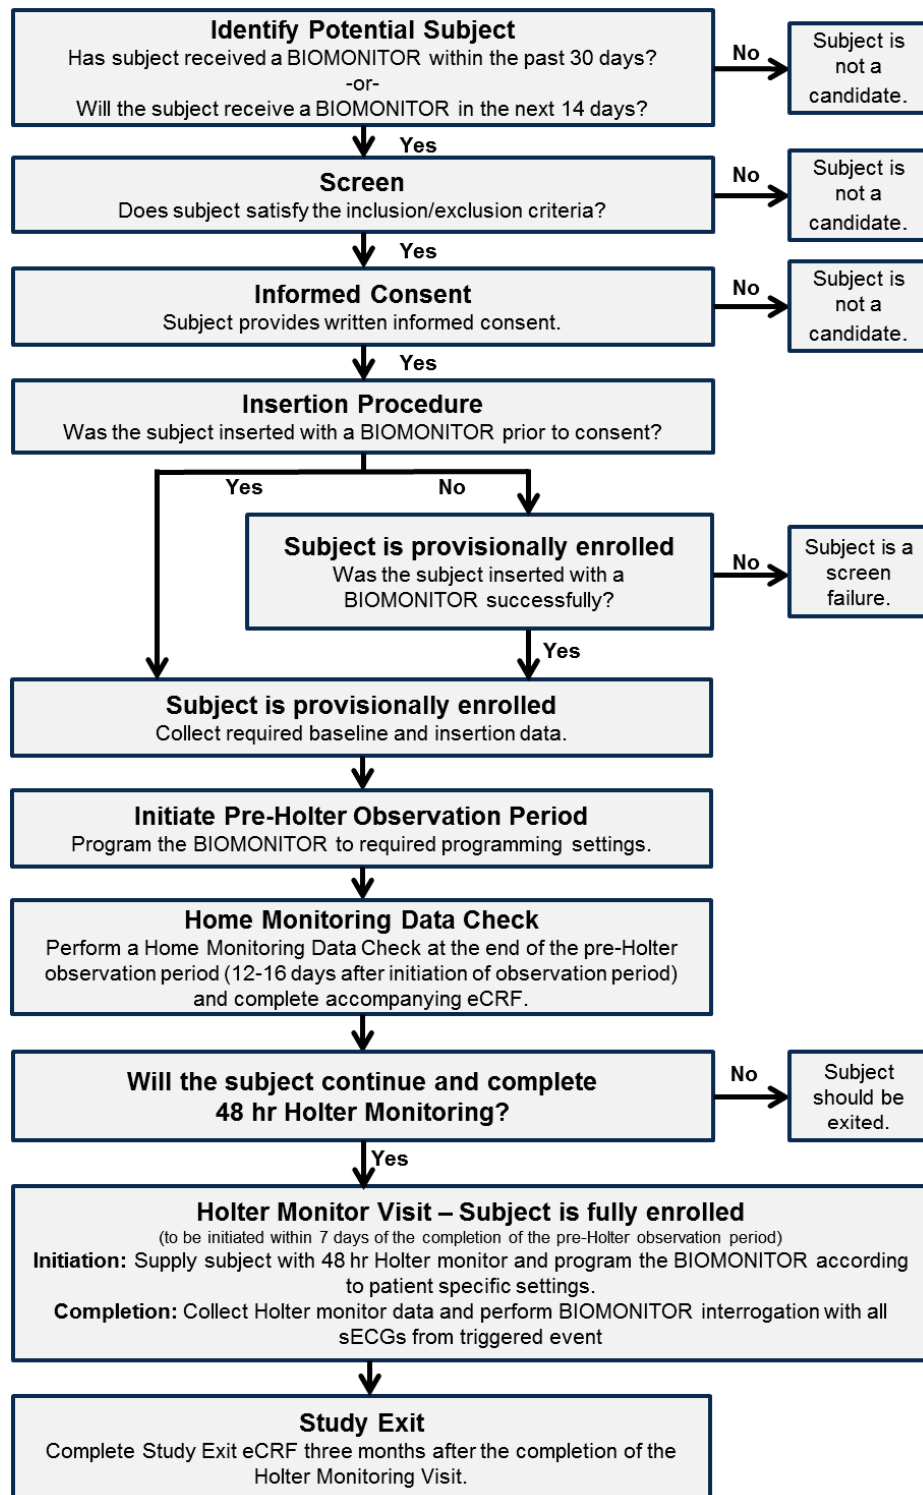 Identify Potential Subject
Has subject received a BIOMONITOR within the past 30 days?
-or-
Will the subject receive a BIOMONITOR in the next 14 days?
No
Subject is
not a
candidate.
Yes
Screen
Does subject satisfy the inclusion/exclusion criteria?
No
Subject is
not a
candidate.
Yes
Informed Consent
Subject provides written informed consent.
No
Subject is
not a
candidate.
Yes
Insertion Procedure
Was the subject inserted with a BIOMONITOR prior to consent?
Yes
No
Subject is provisionally enrolled
Was the subject inserted with a
BIOMONITOR successfully?
No
Subject is a
screen
failure.
Yes
Subject is provisionally enrolled
Collect required baseline and insertion data.
Initiate Pre-Holter Observation Period
Program the BIOMONITOR to required programming settings.
Home Monitoring Data Check
Perform a Home Monitoring Data Check at the end of the pre-Holter
observation period (12-16 days after initiation of observation period)
and complete accompanying eCRF.
Will the subject continue and complete
48 hr Holter Monitoring?
No
Subject
should be
exited.
Yes
Holter Monitor Visit – Subject is fully enrolled
(to be initiated within 7 days of the completion of the pre-Holter observation period)
Initiation: Supply subject with 48 hr Holter monitor and program the BIOMONITOR according
to patient specific settings.
Completion: Collect Holter monitor data and perform BIOMONITOR interrogation with all
sECGs from triggered event
Study Exit
Complete Study Exit eCRF three months after the completion of the
Holter Monitoring Visit.